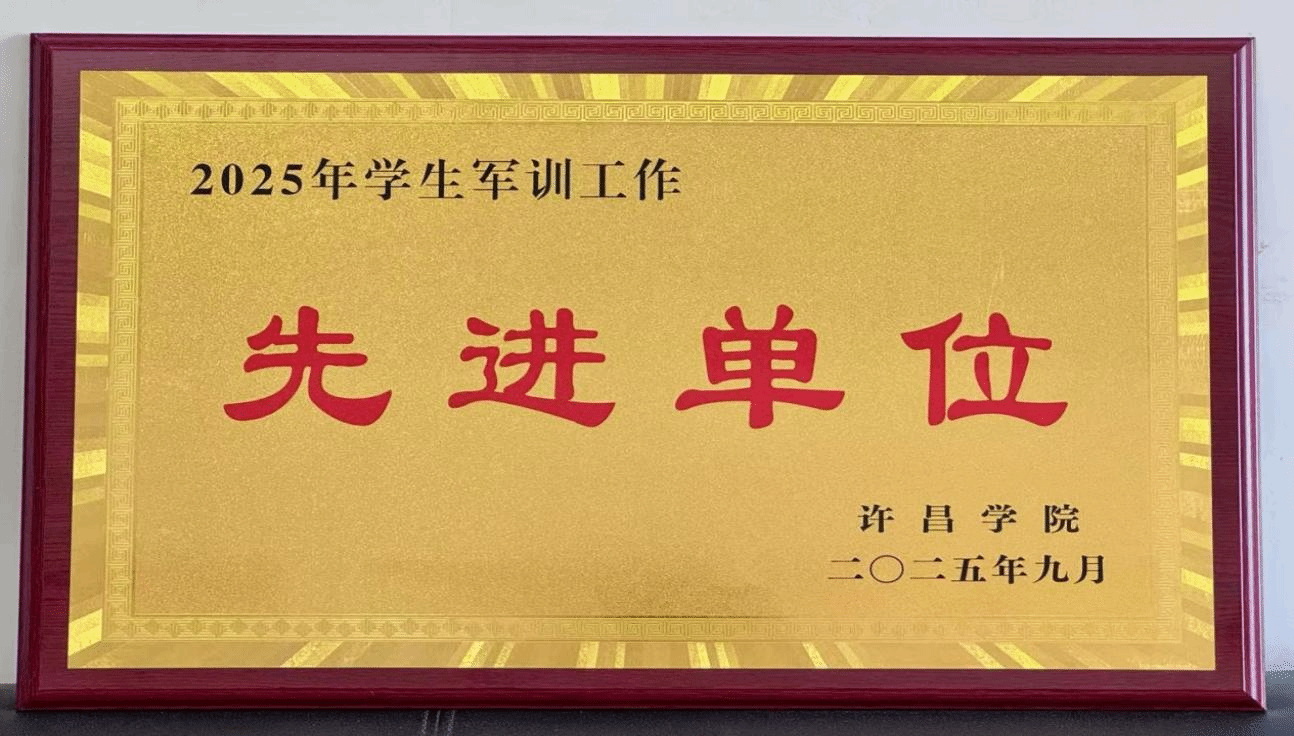 2025年学生军训工作
先进单位
许昌学院
二〇二五年九月